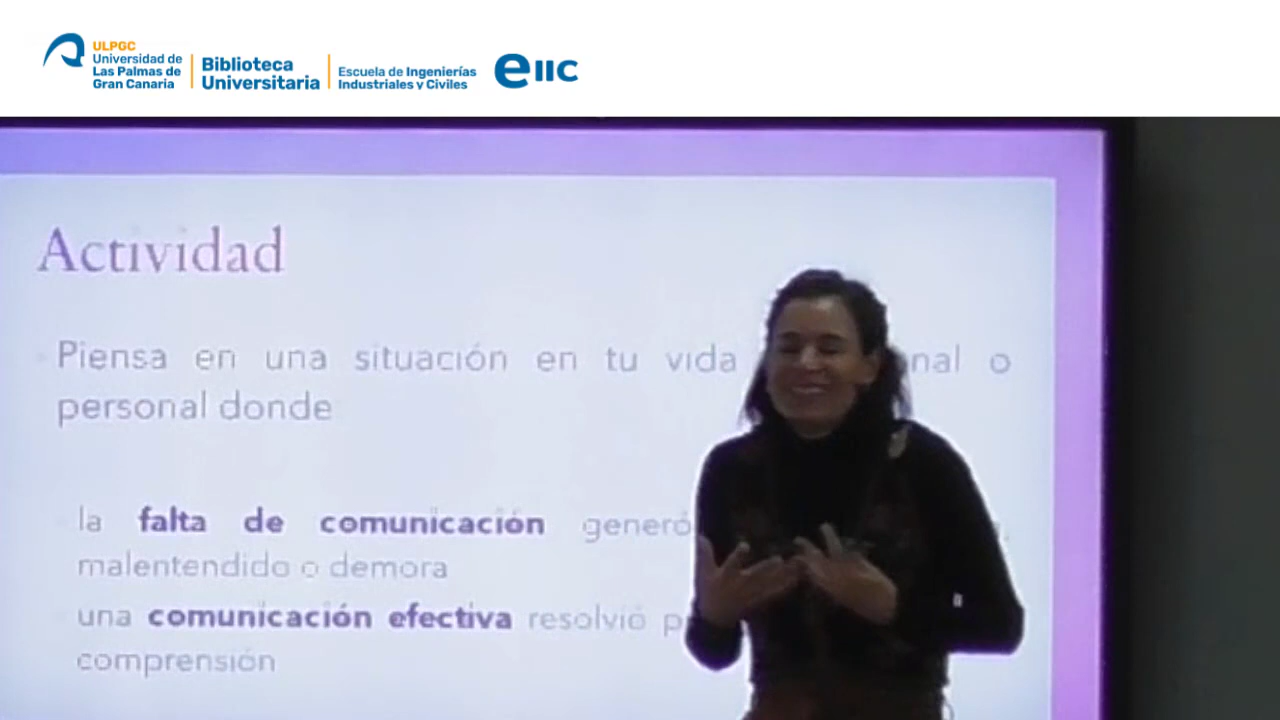 ULPGC
Universidad de
Las Palmas de
Gran Canaria
Biblioteca
Universitaria
Escuela de Ingenierías
Industriales y Civiles
eiic
Actividad
Piensa en una situación en tu vida o
personal donde
la falta de comunicación generó
malentendido o demora
una comunicación efectiva resolvió
comprensión